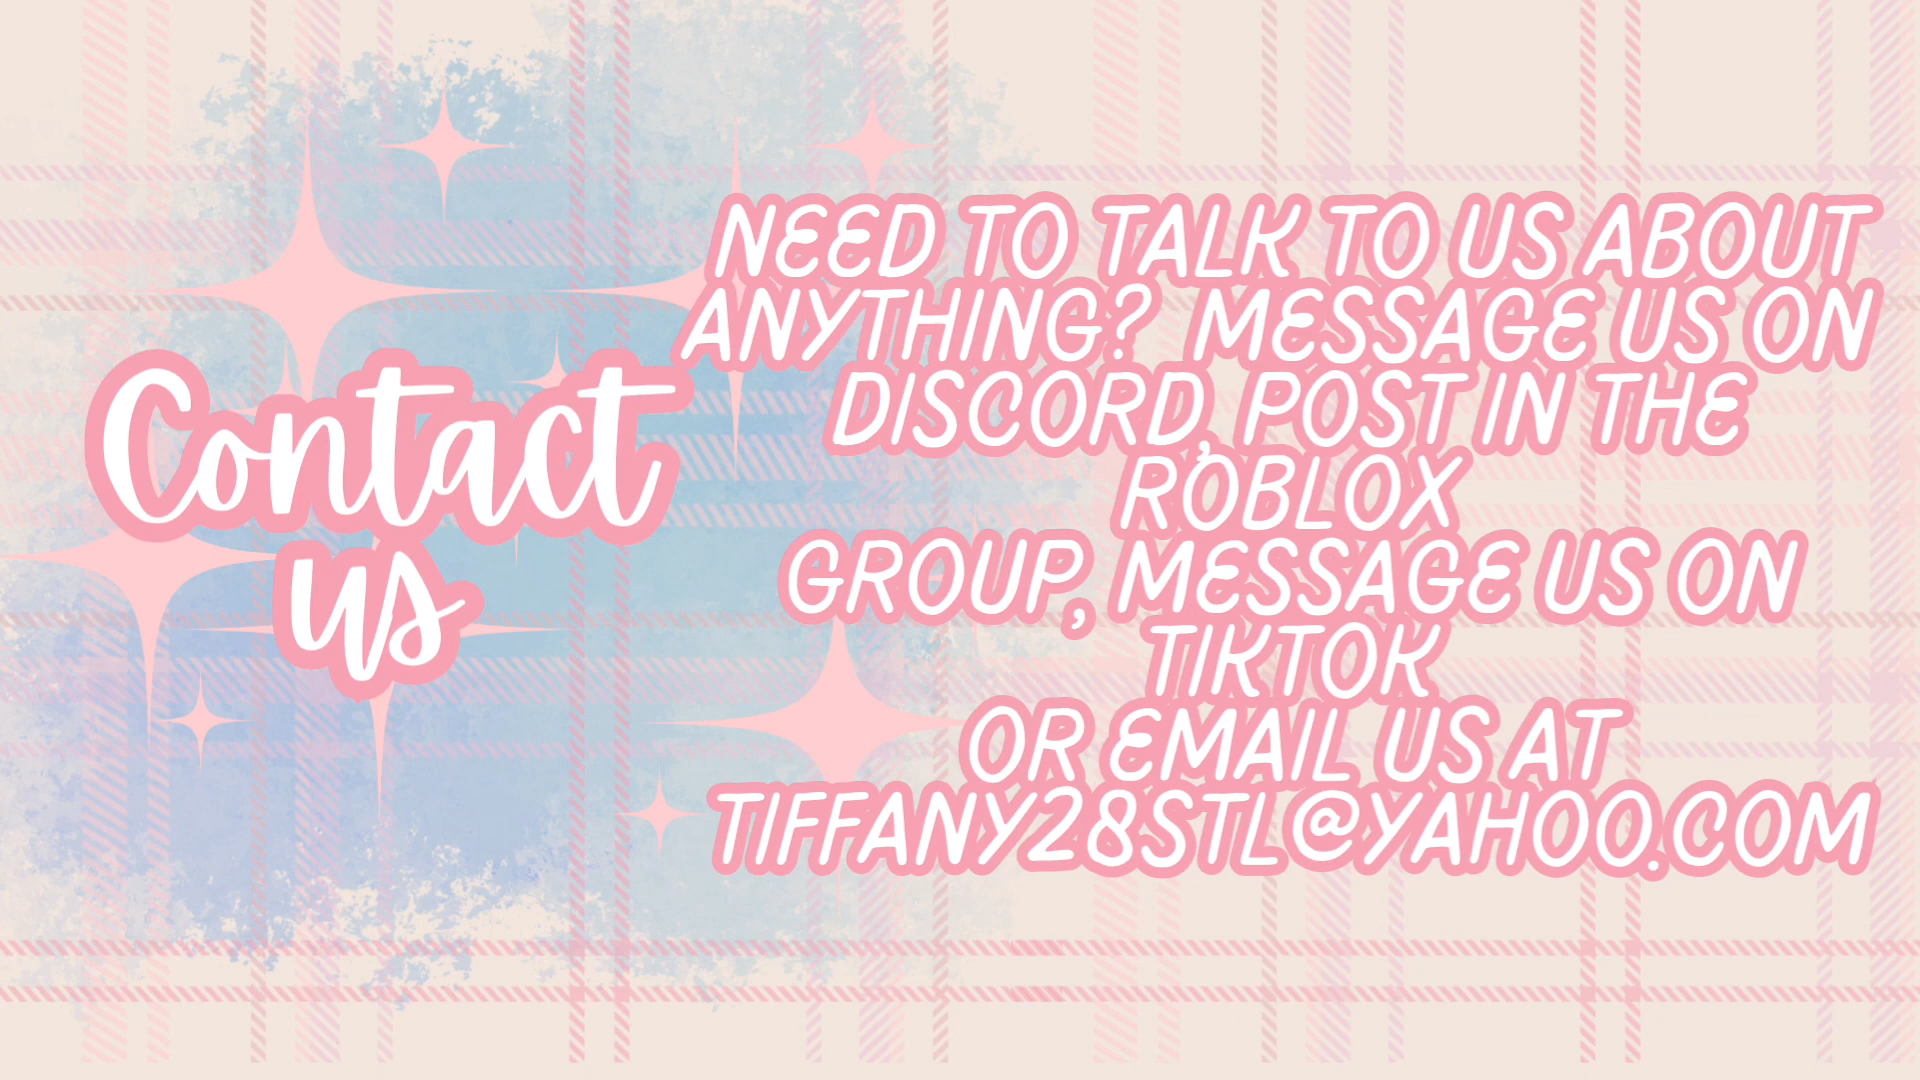 Contact
us
NEED TO TALK TO US ABOUT
ANYTHING? MESSAGE US ON
DISCORD, POST IN THE
ROBLOX
GROUP, MESSAGE US ON
TIKTOK
OR EMAIL US AT
TIFFANY28STL@YAHOO.COM